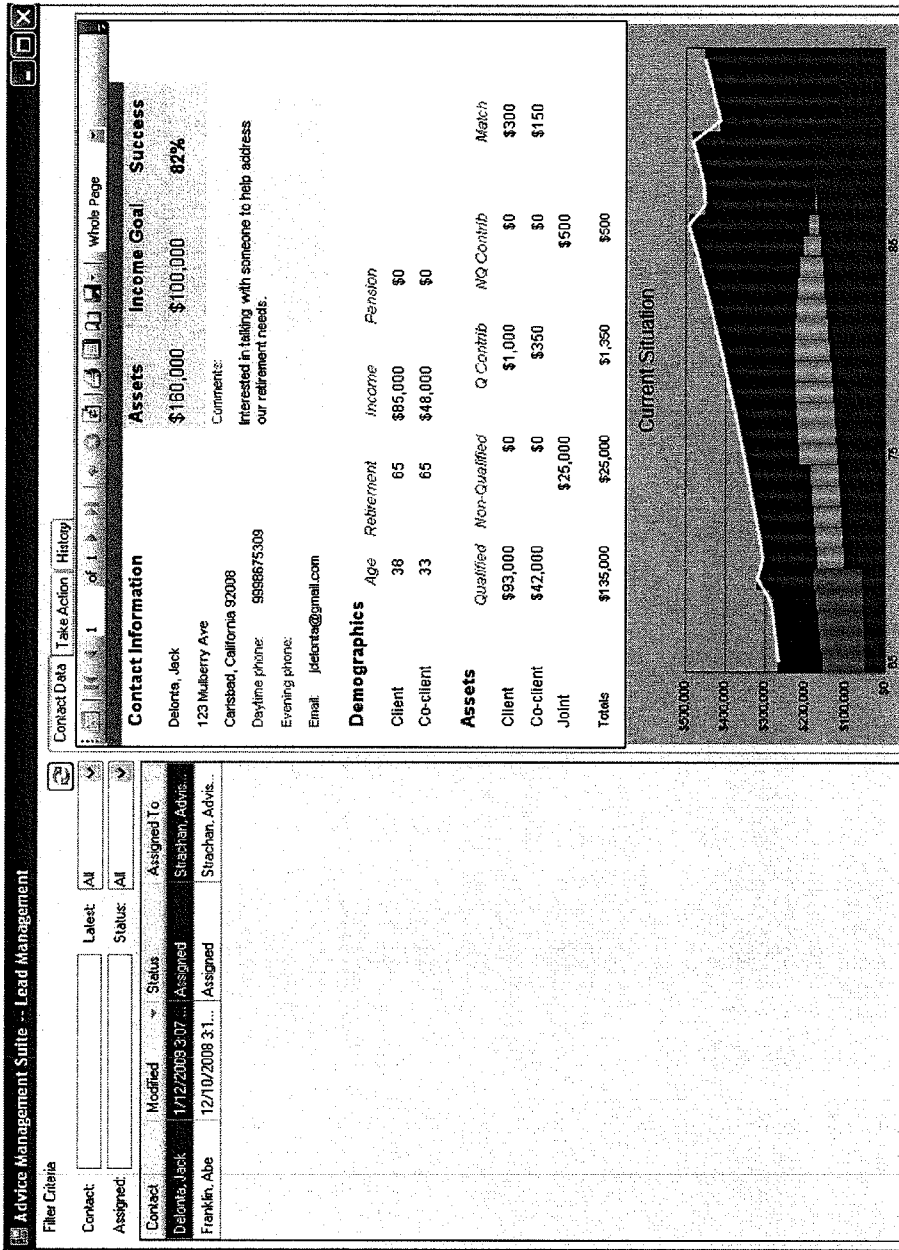 Advice Management Suite -- Lead Management
Filter Criteria
Contact: Latest: All
Assigned: Status: All
Contact Modified Status Assigned To
Delonta, Jack 1/12/2009 3:07 ... Assigned Strachan, Advis...
Franklin, Abe 12/10/2008 3:1... Assigned Strachan, Advis...
Contact Data Take Action History
1 of 1 Whole Page
Contact Information
Delonta, Jack
123 Mulberry Ave
Carlsbad, California 92008
Daytime phone: 9998675309
Evening phone:
Email: jdelonta@gmail.com
Assets Income Goal Success
$160,000 $100,000 82%
Comments:
Interested in talking with someone to help address
our retirement needs.
Demographics
Age Retirement Income Pension
Client 38 65 $85,000 $0
Co-client 33 65 $48,000 $0
Assets
Qualified Non-Qualified Q Contrib NQ Contrib Match
Client $93,000 $0 $1,000 $0 $300
Co-client $42,000 $0 $350 $0 $150
Joint $25,000 $500
Totals $135,000 $25,000 $1,350 $500
Current Situation
$500,000
$400,000
$300,000
$200,000
$100,000
$0
65 75 85